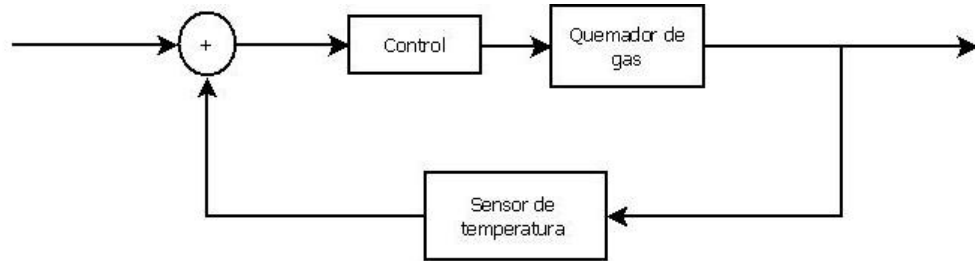 +
Control
Quemador de
gas
Sensor de
temperatura